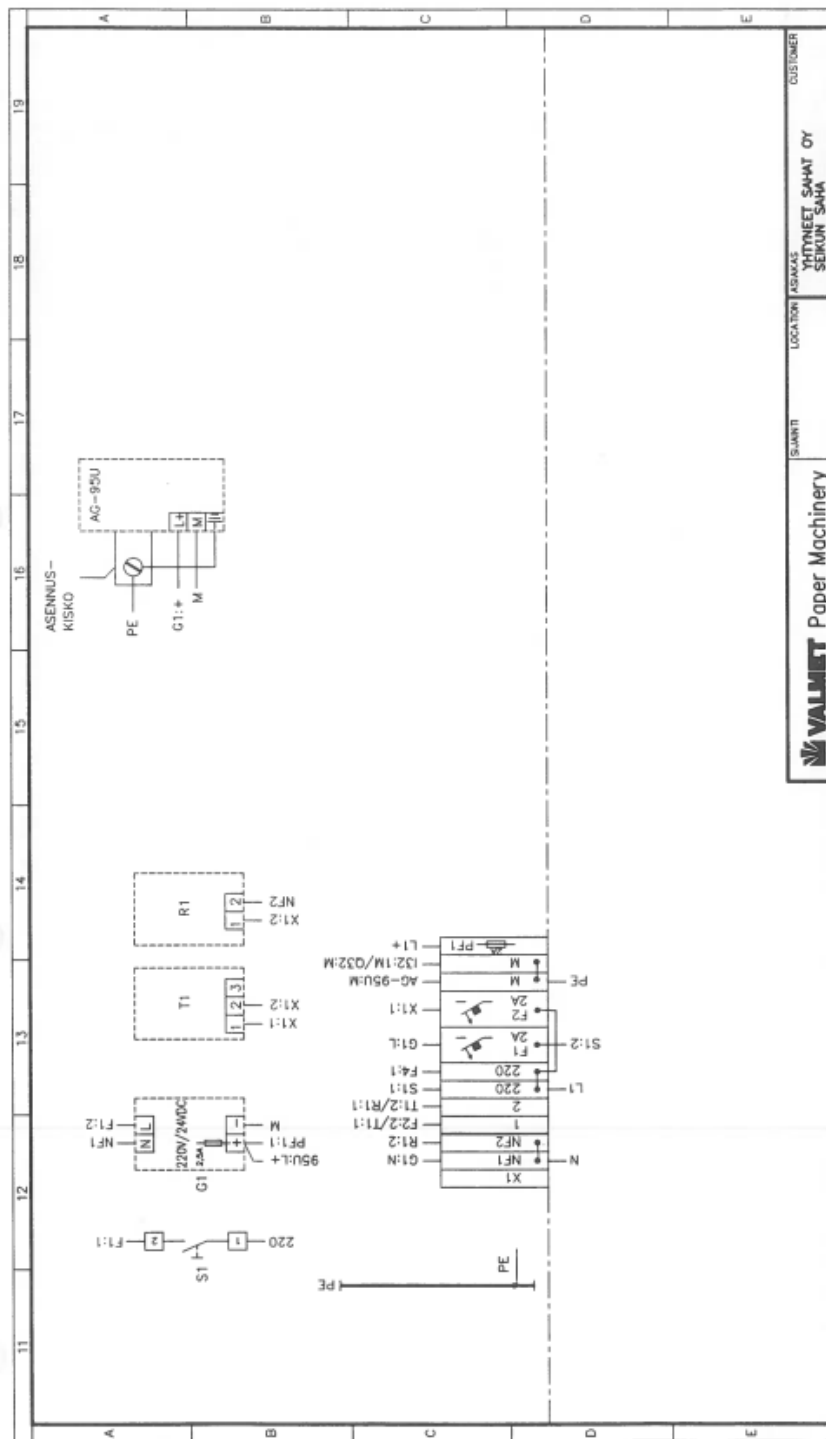 11 12 13 14 15 16 17 18 19
A
B
C
D
E
ASENNUS-
KISKO
AG-95U
PE
G1:+
M
L+
M
R1
1 2
X1:2
NF2
T1
1 2 3
X1:1
X1:2
NF1
F1:2
N L
220V/24VDC
2,5A
G1
+ -
95U:L+
PF1:1
M
F1:1
2
S1
1
220
PE
PE
G1:N
R1:2
F2:2/T1:1
T1:2/R1:1
S1:1
F4:1
G1:L
X1:1
AG-95U:M
I32:1M/Q32:M
L1+
X1
NF1
NF2
1
2
220
220
F1
2A
F2
2A
M
M
PF1
N
L1
S1:2
PE
VALMET Paper Machinery
SIJAINTI LOCATION
ASIAKAS CUSTOMER
YHTYNEET SAHAT OY
SEIKUN SAHA
A
B
C
D
E